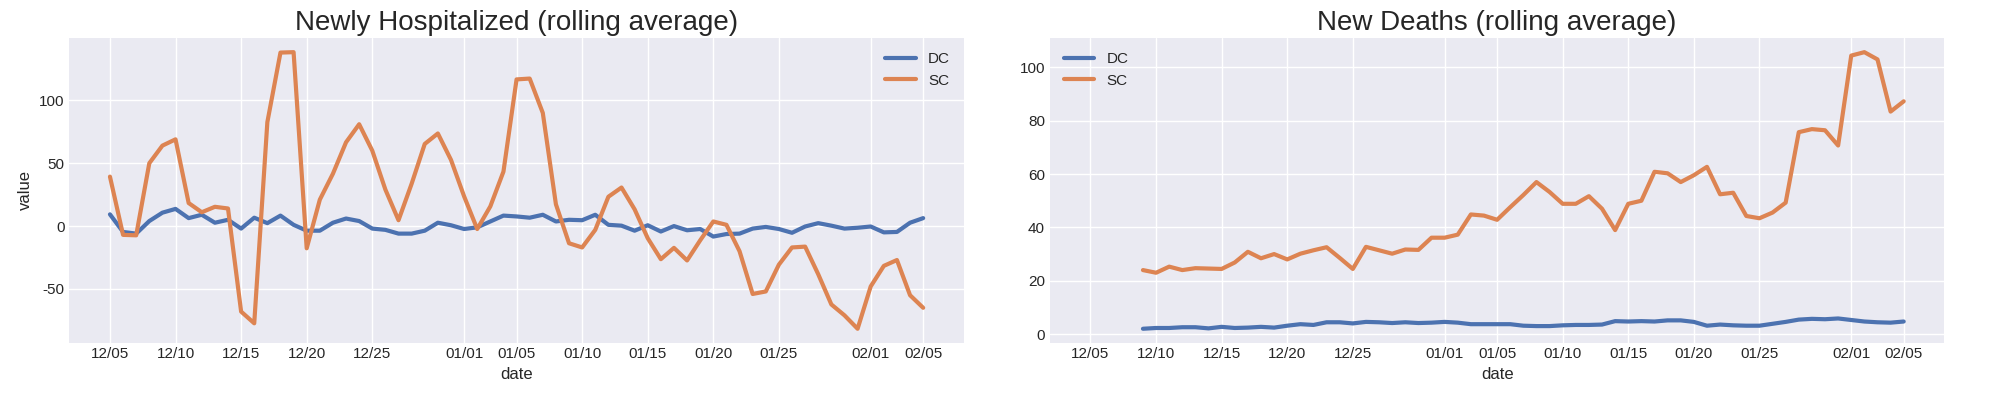 Newly Hospitalized (rolling average)
DC
SC
100
50
0
-50
value
12/05 12/10 12/15 12/20 12/25 01/01 01/05 01/10 01/15 01/20 01/25 02/01 02/05
date
New Deaths (rolling average)
DC
SC
100
80
60
40
20
0
12/05 12/10 12/15 12/20 12/25 01/01 01/05 01/10 01/15 01/20 01/25 02/01 02/05
date